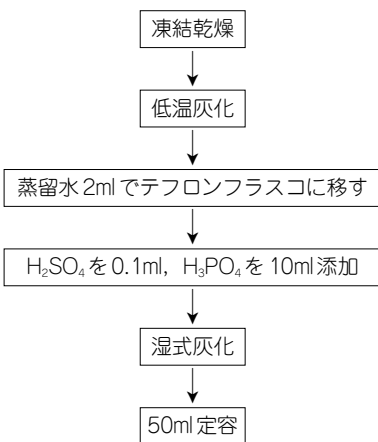 凍結乾燥
低温灰化
蒸留水2mlでテフロンフラスコに移す
H₂SO₄を0.1ml，H₃PO₄を10ml添加
湿式灰化
50ml定容